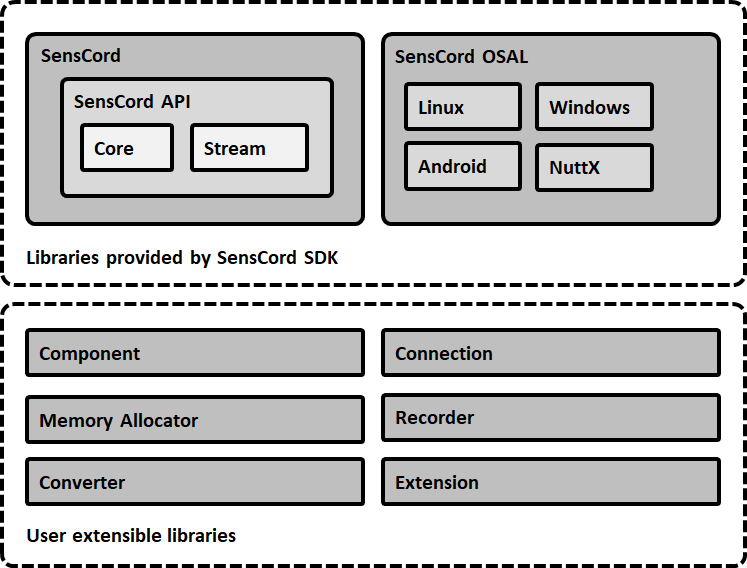 SensCord
SensCord API
Core
Stream
SensCord OSAL
Linux
Windows
Android
NuttX
Libraries provided by SensCord SDK
Component
Connection
Memory Allocator
Recorder
Converter
Extension
User extensible libraries